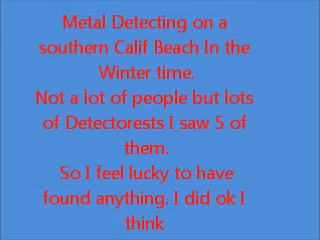 Metal Detecting on a
southern Calif Beach In the
Winter time.
Not a lot of people but lots
of Detectorests I saw 5 of
them.
So I feel lucky to have
found anything. I did ok I
think